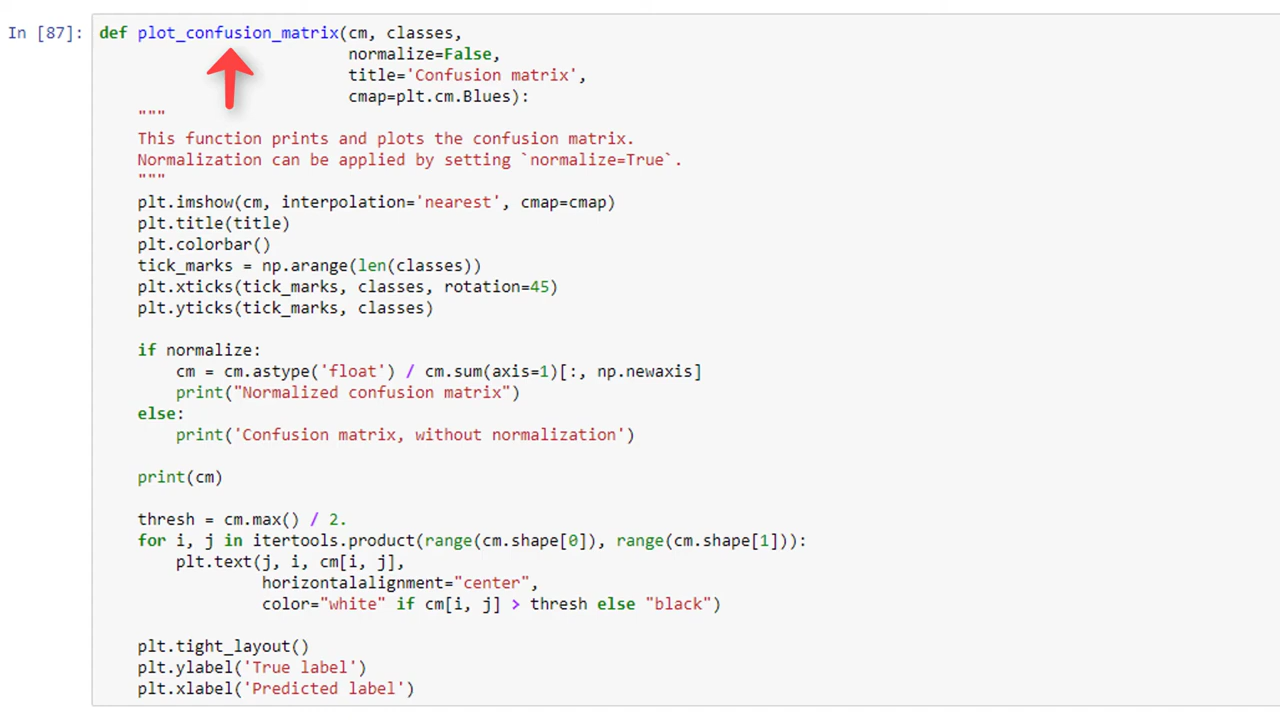 In [87]: def plot_confusion_matrix(cm, classes,
                          normalize=False,
                          title='Confusion matrix',
                          cmap=plt.cm.Blues):
    """
    This function prints and plots the confusion matrix.
    Normalization can be applied by setting `normalize=True`.
    """
    plt.imshow(cm, interpolation='nearest', cmap=cmap)
    plt.title(title)
    plt.colorbar()
    tick_marks = np.arange(len(classes))
    plt.xticks(tick_marks, classes, rotation=45)
    plt.yticks(tick_marks, classes)

    if normalize:
        cm = cm.astype('float') / cm.sum(axis=1)[:, np.newaxis]
        print("Normalized confusion matrix")
    else:
        print('Confusion matrix, without normalization')

    print(cm)

    thresh = cm.max() / 2.
    for i, j in itertools.product(range(cm.shape[0]), range(cm.shape[1])):
        plt.text(j, i, cm[i, j],
                 horizontalalignment="center",
                 color="white" if cm[i, j] > thresh else "black")

    plt.tight_layout()
    plt.ylabel('True label')
    plt.xlabel('Predicted label')